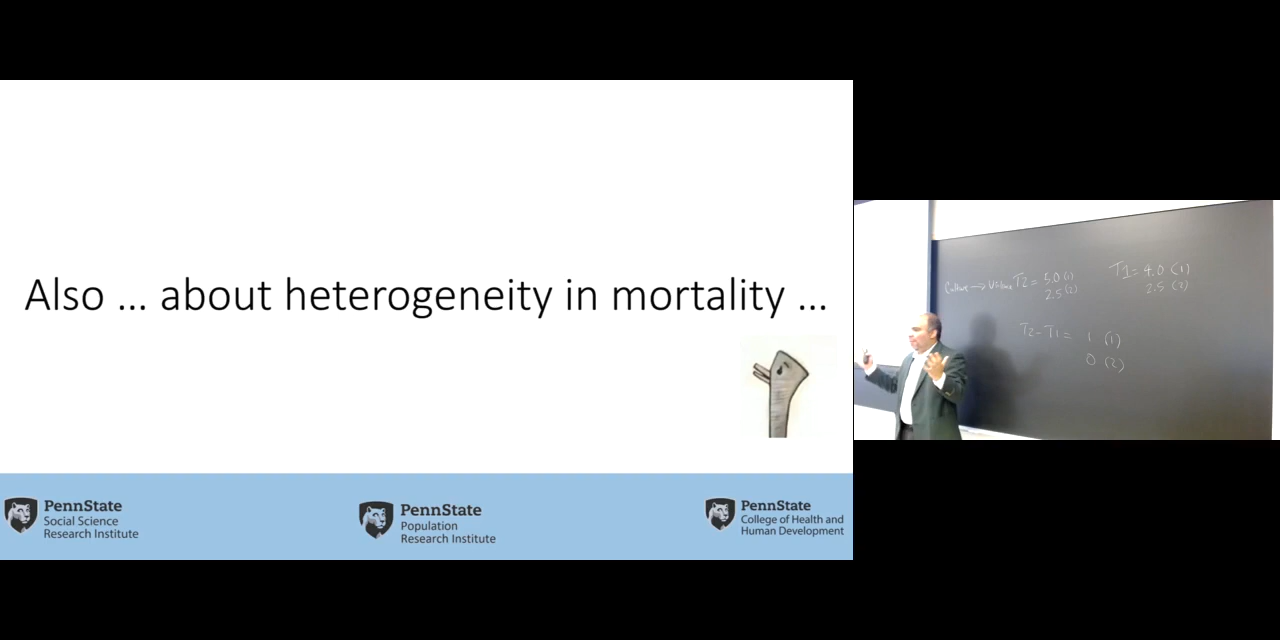 Also ... about heterogeneity in mortality ...
PennState
Social Science
Research Institute
PennState
Population
Research Institute
PennState
College of Health and
Human Development
T2 = 5.0 (1)
2.5 (2)
T1 = 4.0 (1)
2.5 (2)
T2 - T1 = 1 (1)
0 (2)